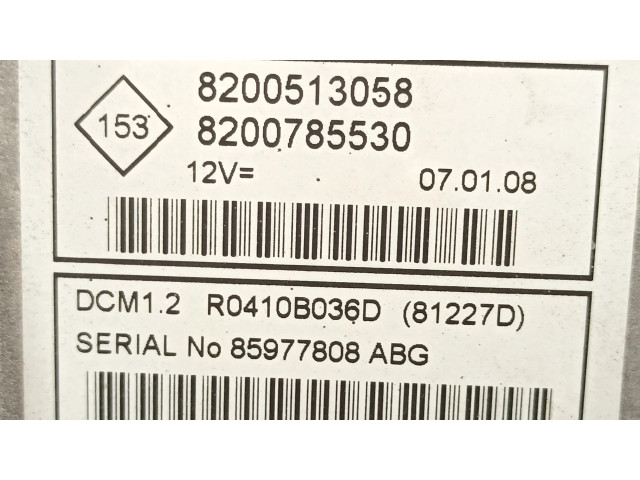 8200513058
153
8200785530
12V= 07.01.08
DCM1.2 R0410B036D (81227D)
SERIAL No 85977808 ABG